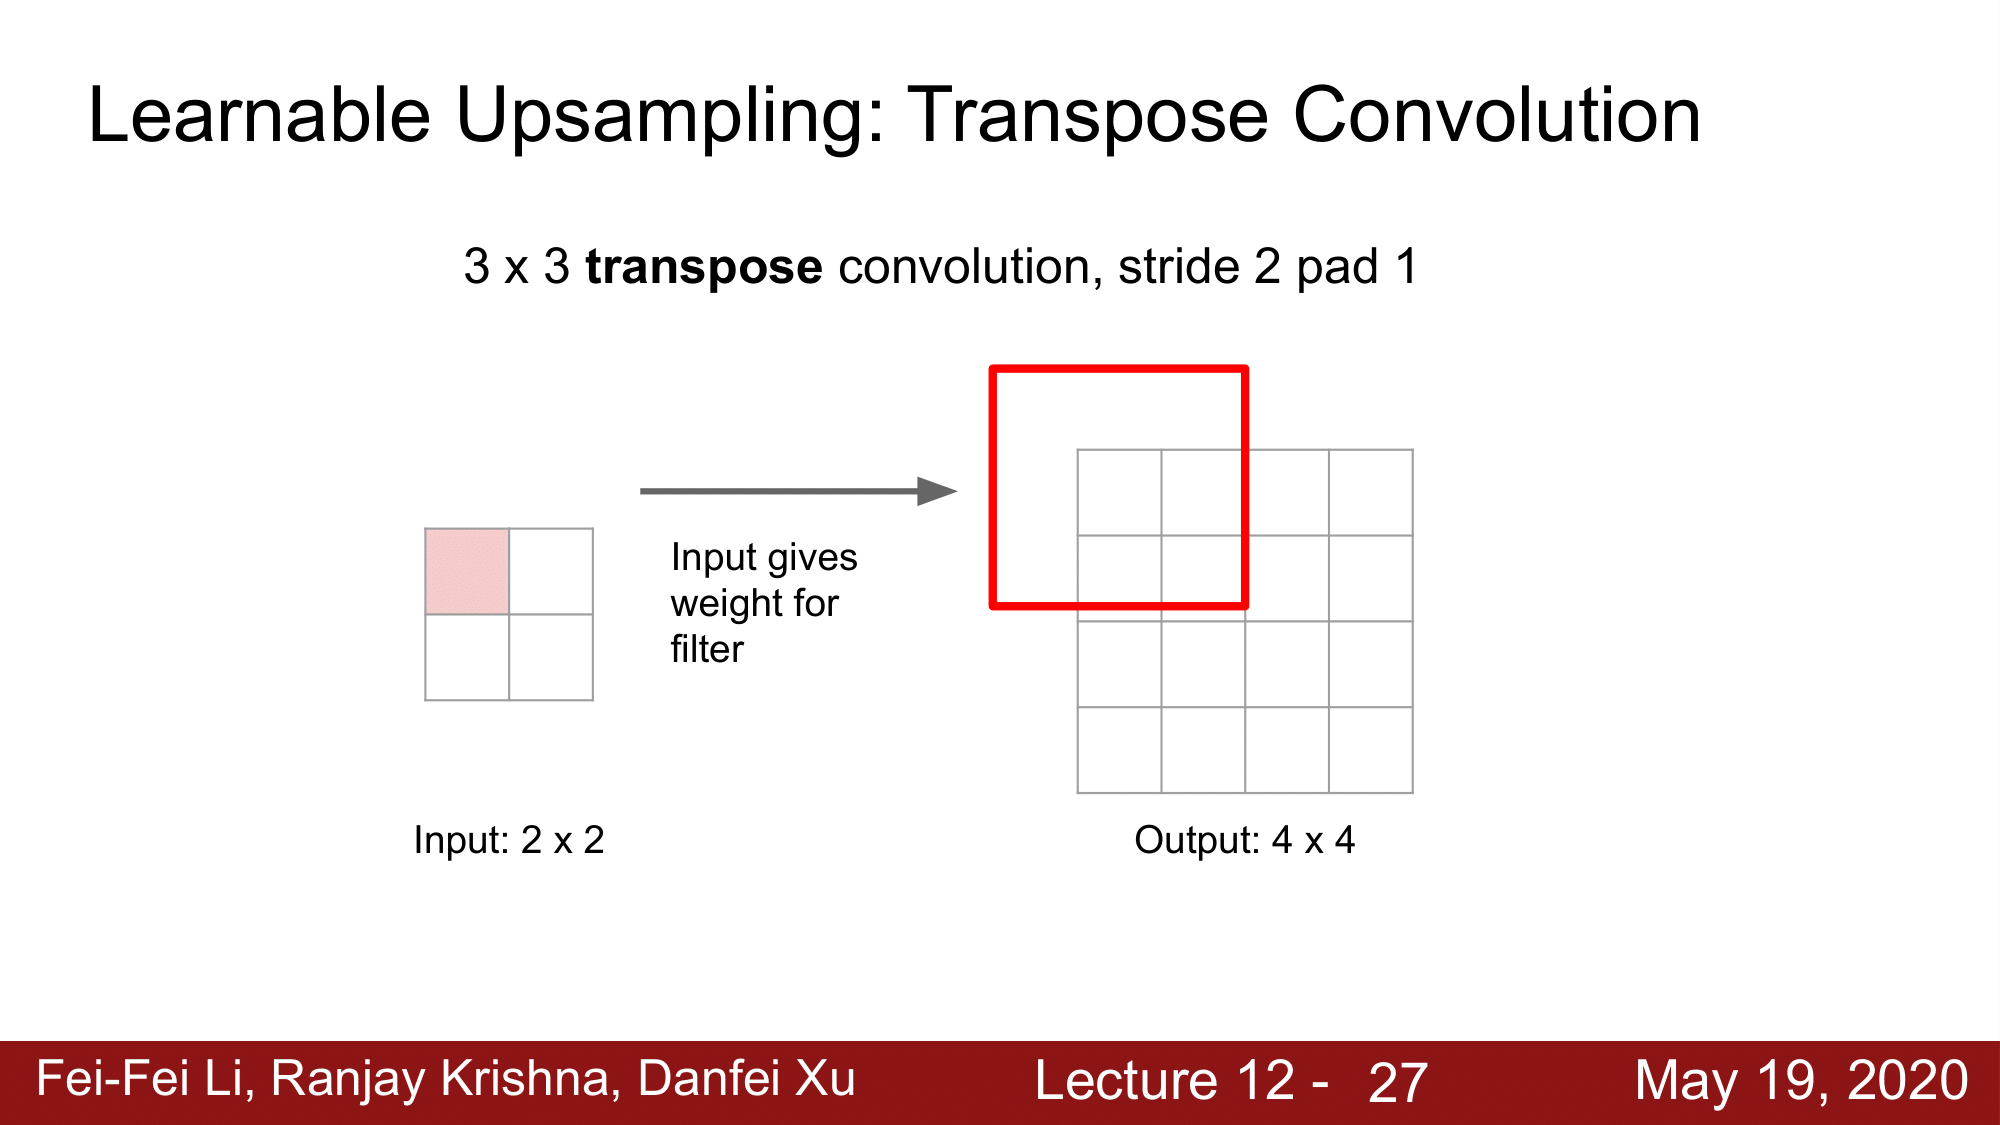 Learnable Upsampling: Transpose Convolution
3 x 3 transpose convolution, stride 2 pad 1
Input gives
weight for
filter
Input: 2 x 2
Output: 4 x 4
Fei-Fei Li, Ranjay Krishna, Danfei Xu
Lecture 12 - 27
May 19, 2020